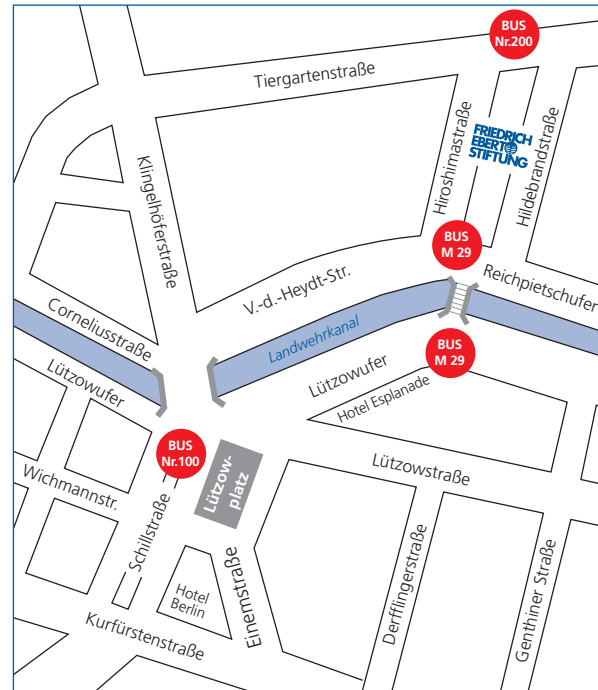 BUS
Nr.200
Tiergartenstraße
FRIEDRICH
EBERT
STIFTUNG
Hiroshimastraße
Hildebrandstraße
Klingelhöferstraße
BUS
M 29
Reichpietschufer
V.-d.-Heydt-Str.
Corneliusstraße
Landwehrkanal
BUS
M 29
Lützowufer
Lützowufer
Hotel Esplanade
BUS
Nr.100
Lützow-
platz
Lützowstraße
Wichmannstr.
Schillstraße
Hotel
Berlin
Einemstraße
Derfflingerstraße
Genthiner Straße
Kurfürstenstraße